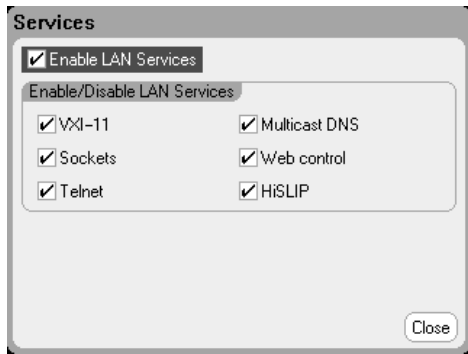 Services
Enable LAN Services
Enable/Disable LAN Services
VXI-11
Multicast DNS
Sockets
Web control
Telnet
HiSLIP
Close